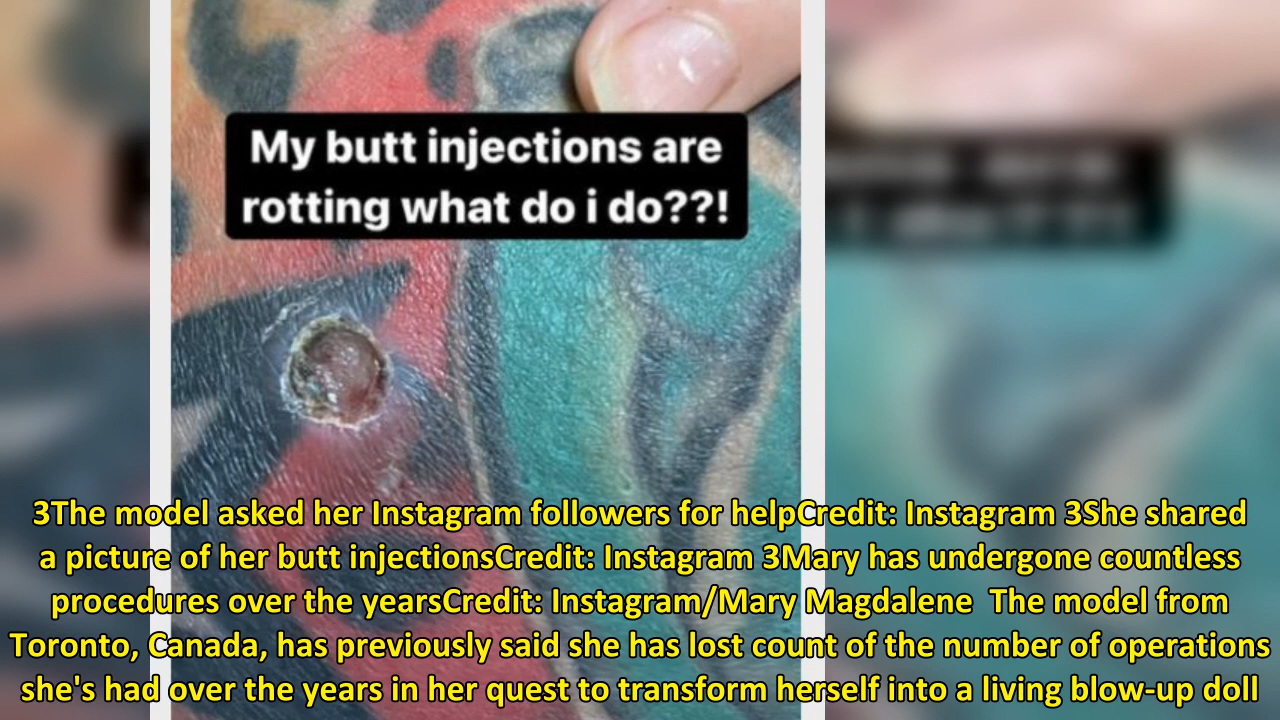 My butt injections are
rotting what do i do??!
3The model asked her Instagram followers for helpCredit: Instagram 3She shared
a picture of her butt injectionsCredit: Instagram 3Mary has undergone countless
procedures over the yearsCredit: Instagram/Mary Magdalene  The model from
Toronto, Canada, has previously said she has lost count of the number of operations
she's had over the years in her quest to transform herself into a living blow-up doll